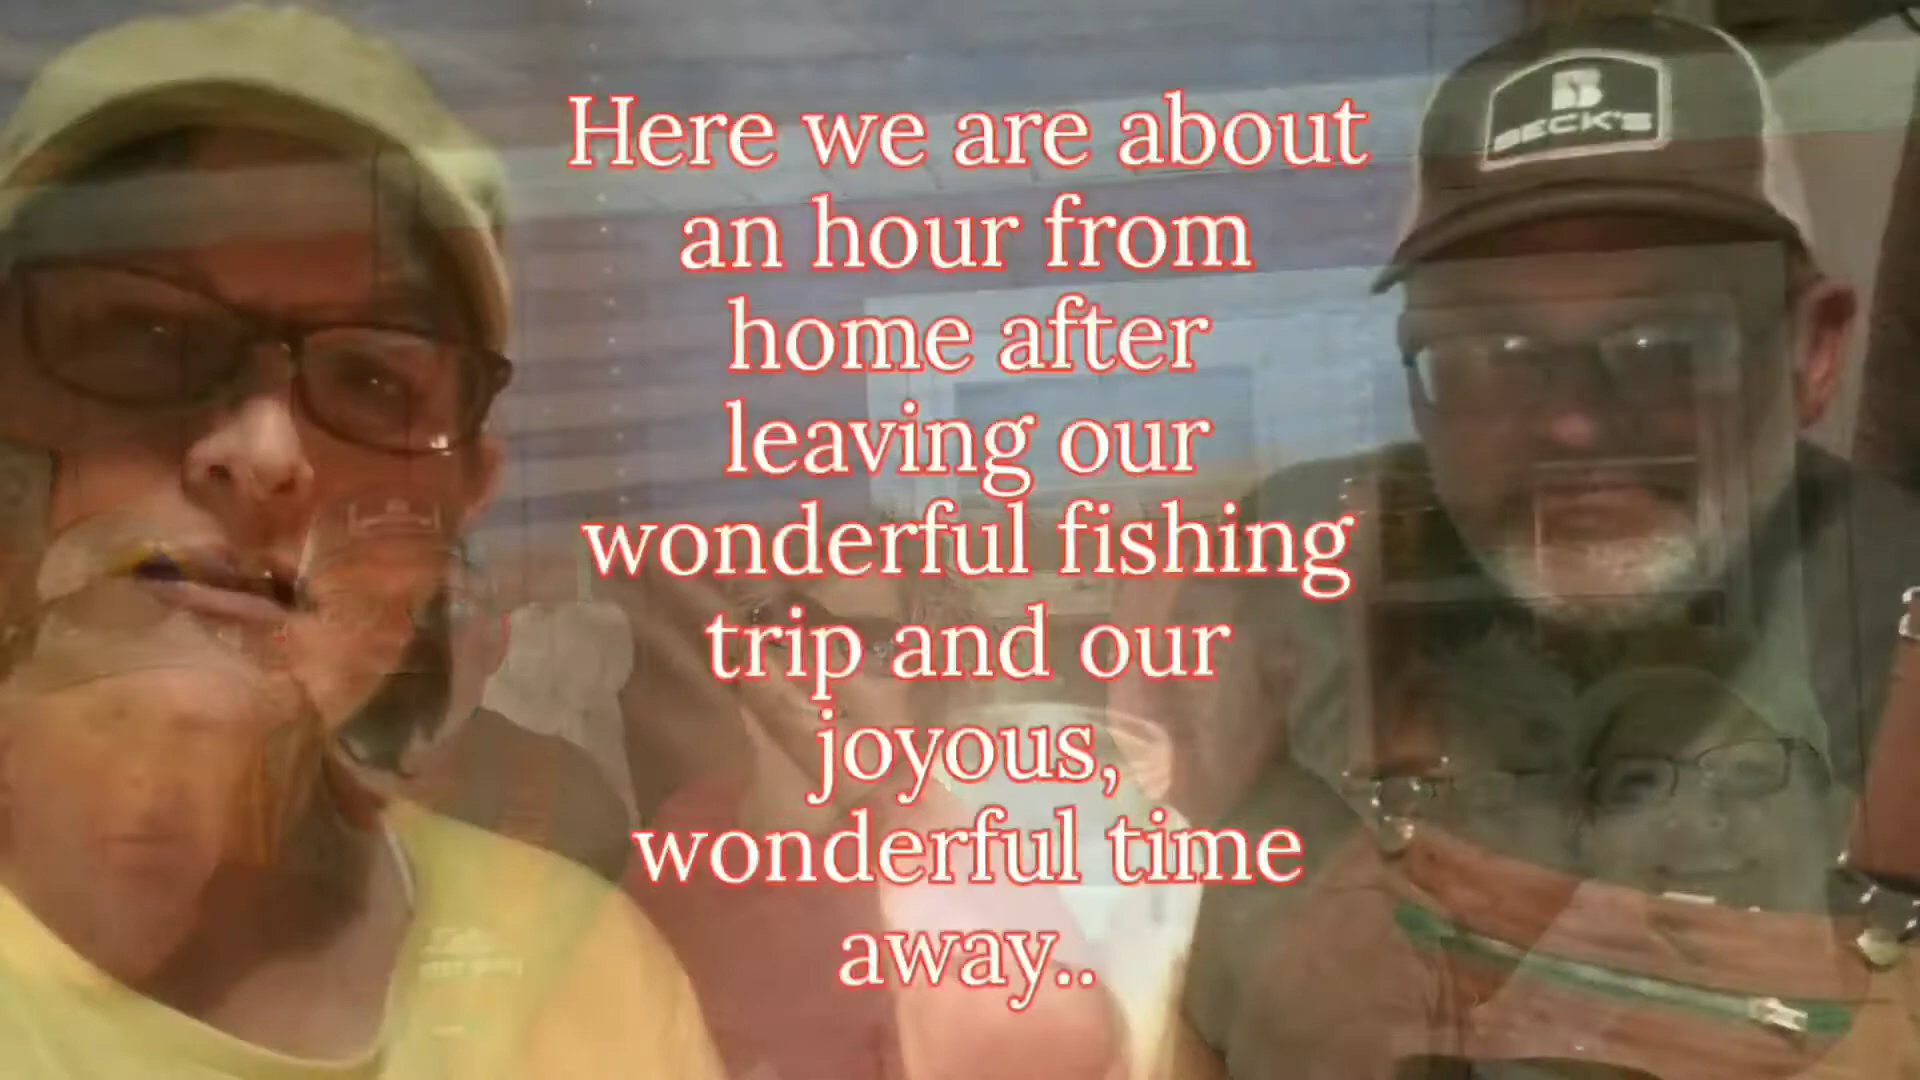 Here we are about
an hour from
home after
leaving our
wonderful fishing
trip and our
joyous,
wonderful time
away..
B
BECK'S